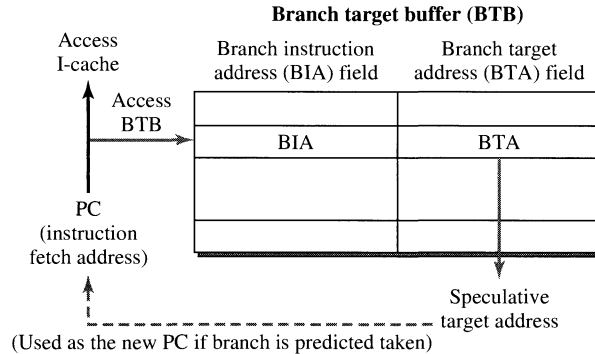 Branch target buffer (BTB)
Access
I-cache
Branch instruction
address (BIA) field
Branch target
address (BTA) field
Access
BTB
BIA
BTA
PC
(instruction
fetch address)
Speculative
target address
(Used as the new PC if branch is predicted taken)